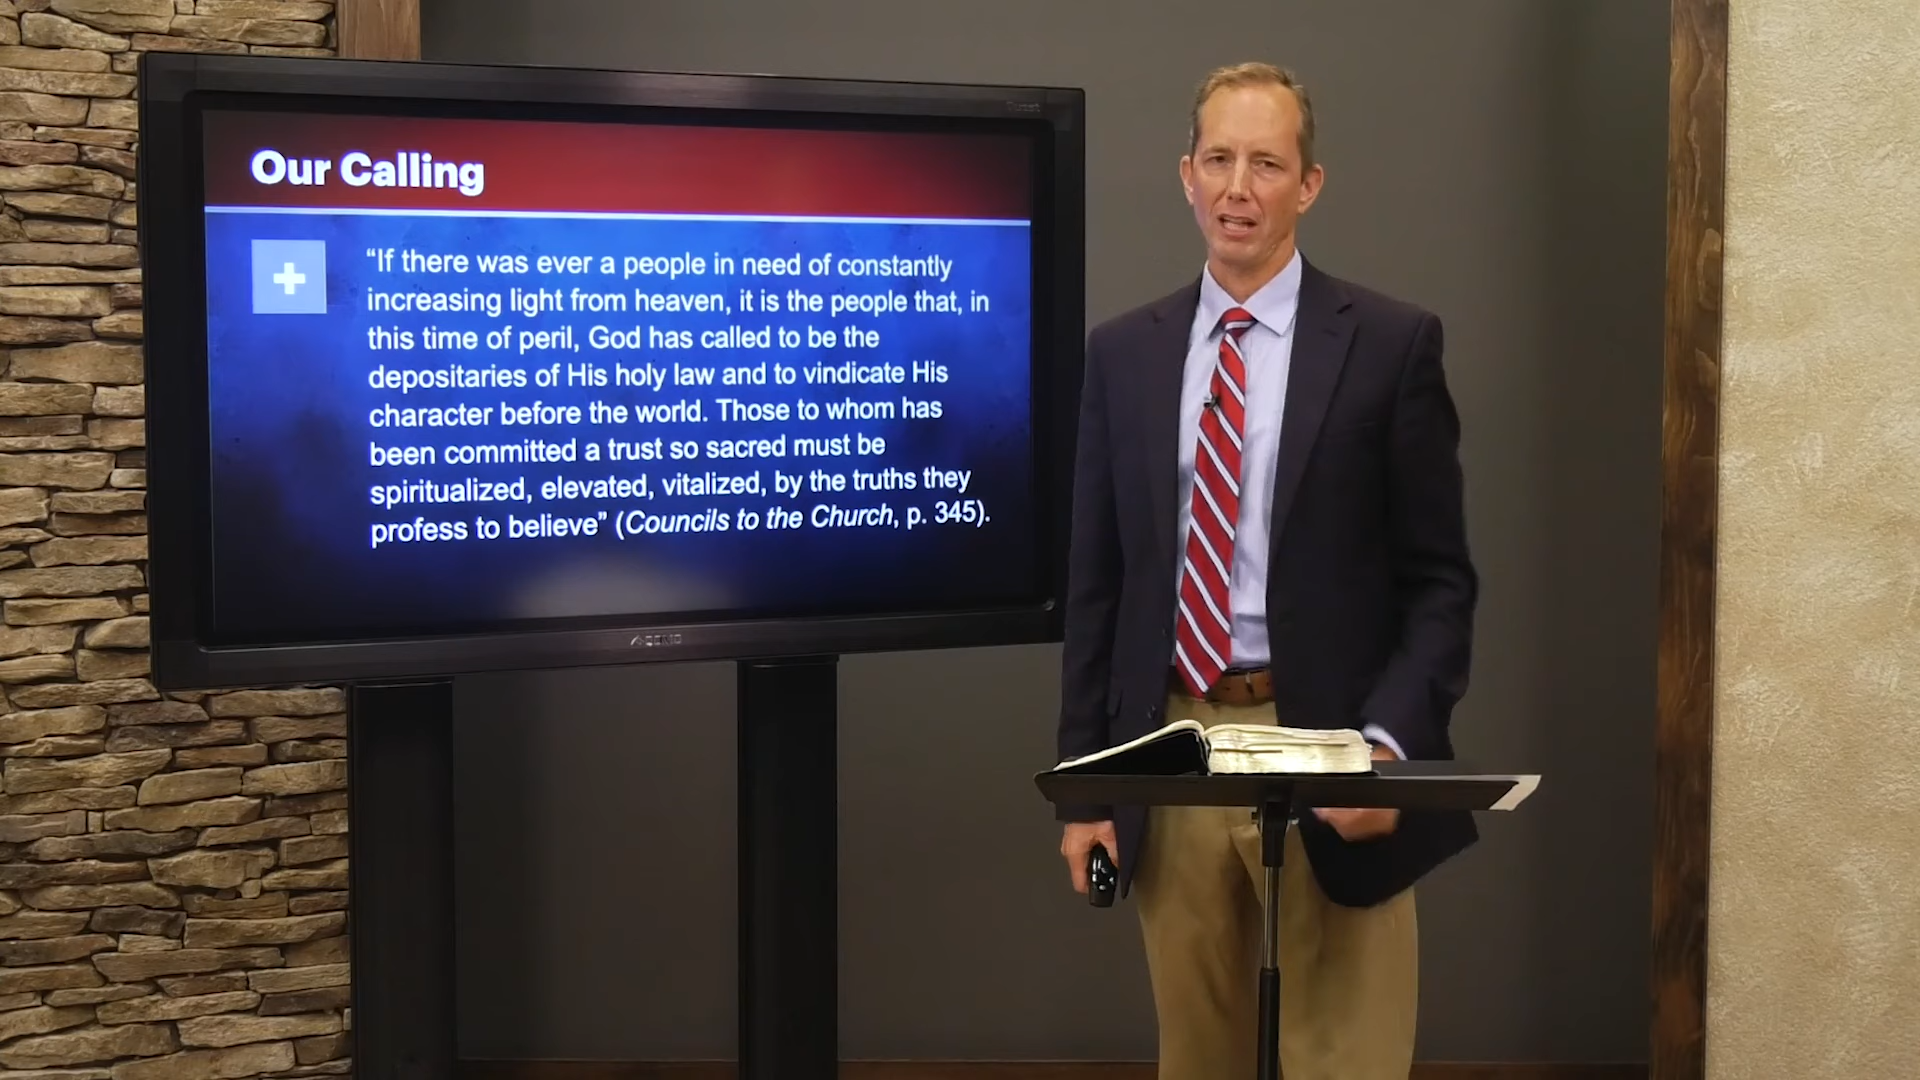 Our Calling
“If there was ever a people in need of constantly
increasing light from heaven, it is the people that, in
this time of peril, God has called to be the
depositaries of His holy law and to vindicate His
character before the world. Those to whom has
been committed a trust so sacred must be
spiritualized, elevated, vitalized, by the truths they
profess to believe” (Councils to the Church, p. 345).